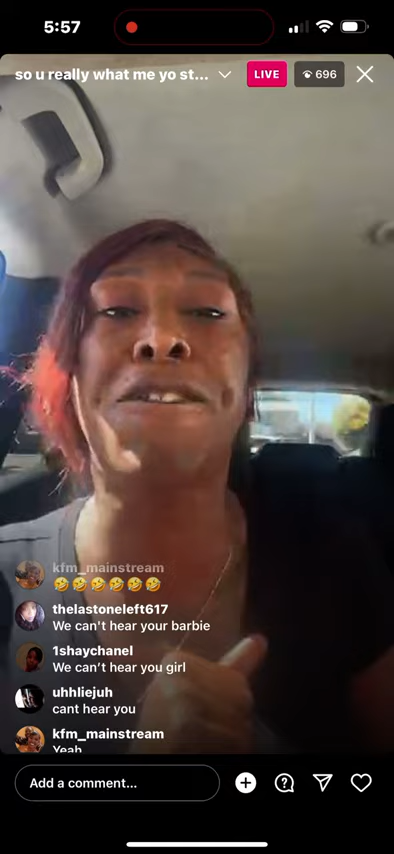 5:57
so u really what me yo st...
LIVE
696
kfm_mainstream
🤣🤣🤣🤣🤣🤣
thelastoneleft617
We can't hear your barbie
1shaychanel
We can't hear you girl
uhhliejuh
cant hear you
kfm_mainstream
Yeah
Add a comment...